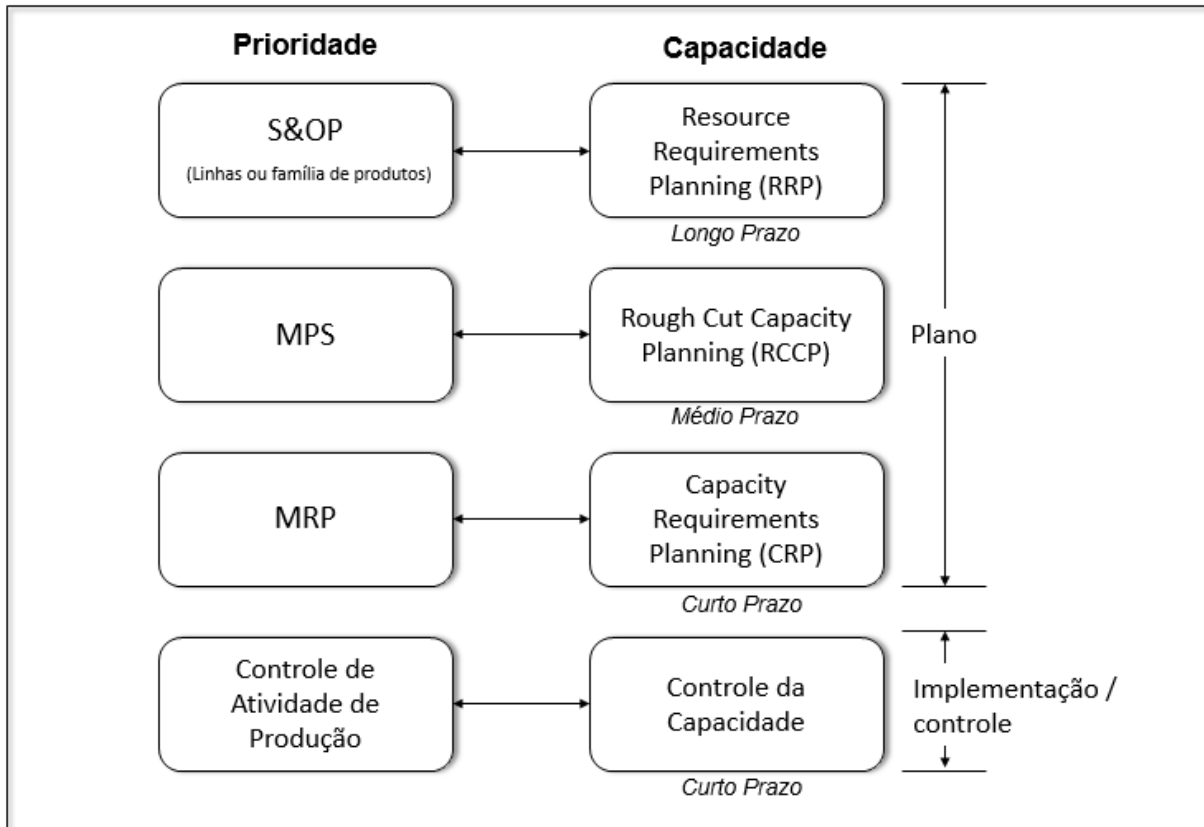 Prioridade
Capacidade
S&OP
(Linhas ou família de produtos)
Resource
Requirements
Planning (RRP)
Longo Prazo
MPS
Rough Cut Capacity
Planning (RCCP)
Médio Prazo
Plano
MRP
Capacity
Requirements
Planning (CRP)
Curto Prazo
Controle de
Atividade de
Produção
Controle da
Capacidade
Curto Prazo
Implementação /
controle